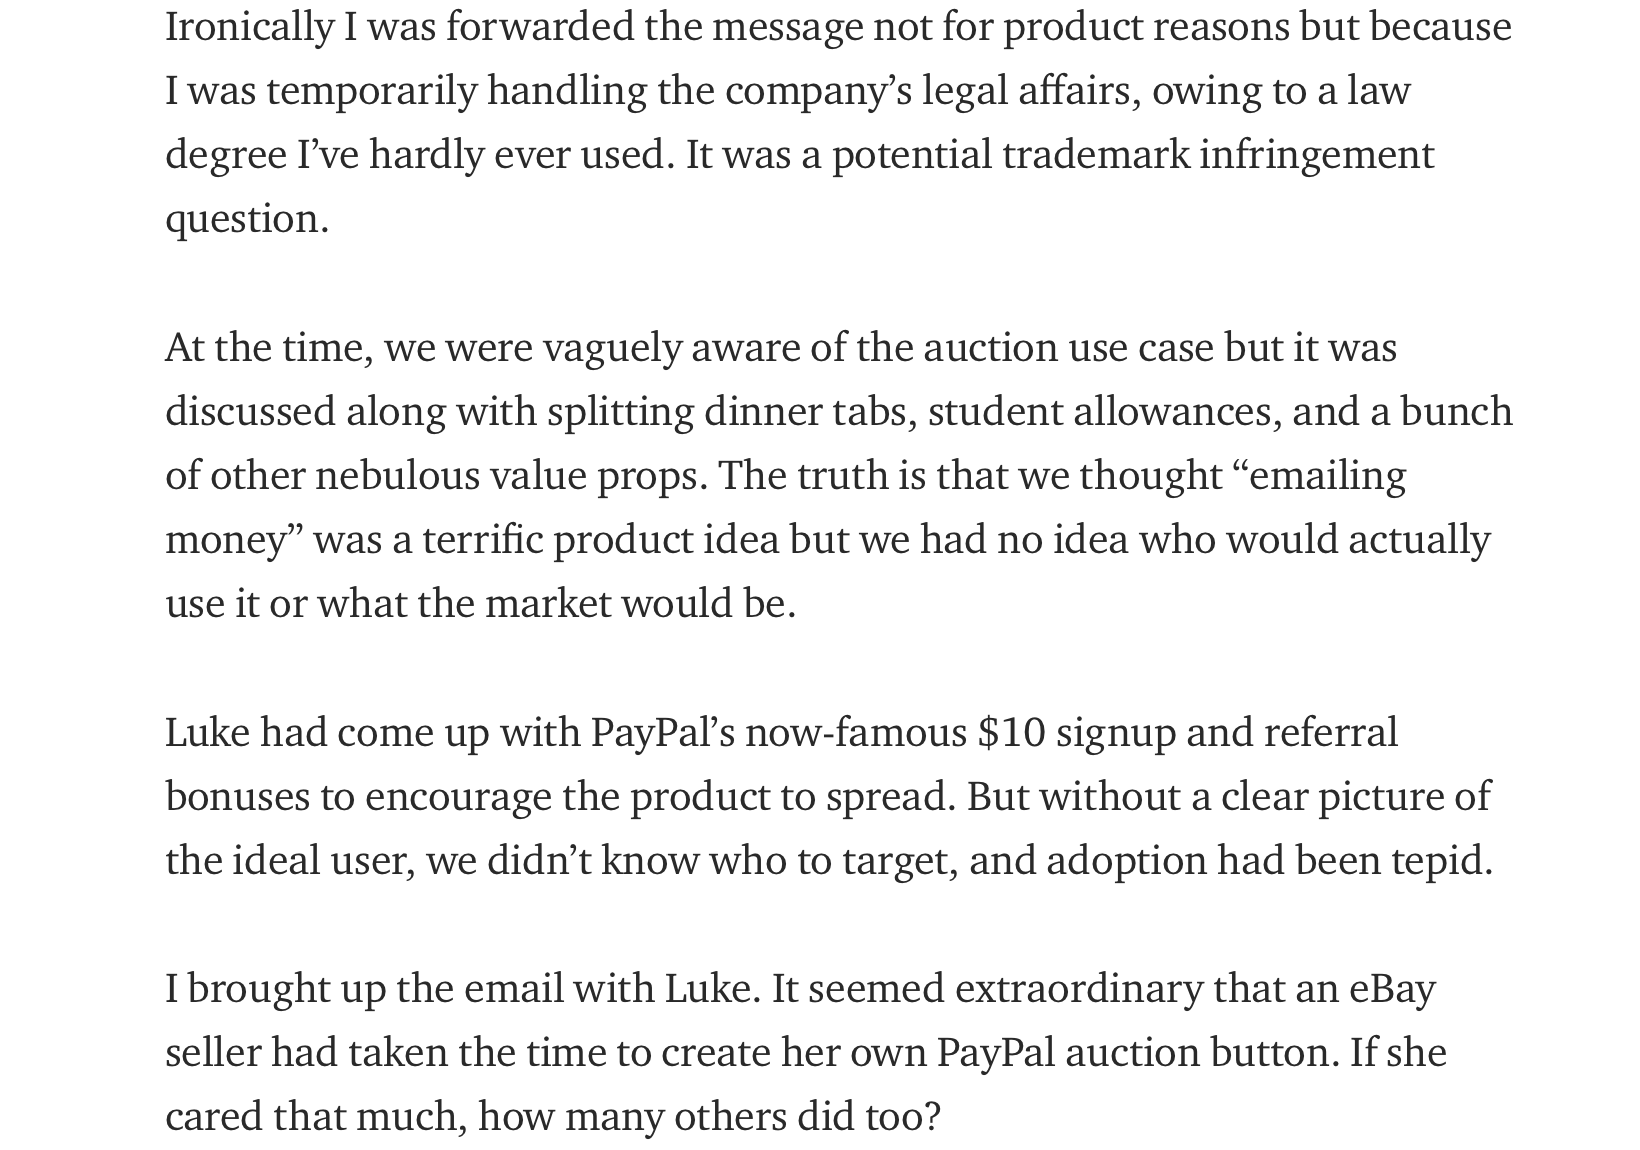 Ironically I was forwarded the message not for product reasons but because
I was temporarily handling the company’s legal affairs, owing to a law
degree I’ve hardly ever used. It was a potential trademark infringement
question.
At the time, we were vaguely aware of the auction use case but it was
discussed along with splitting dinner tabs, student allowances, and a bunch
of other nebulous value props. The truth is that we thought “emailing
money” was a terrific product idea but we had no idea who would actually
use it or what the market would be.
Luke had come up with PayPal’s now-famous $10 signup and referral
bonuses to encourage the product to spread. But without a clear picture of
the ideal user, we didn’t know who to target, and adoption had been tepid.
I brought up the email with Luke. It seemed extraordinary that an eBay
seller had taken the time to create her own PayPal auction button. If she
cared that much, how many others did too?